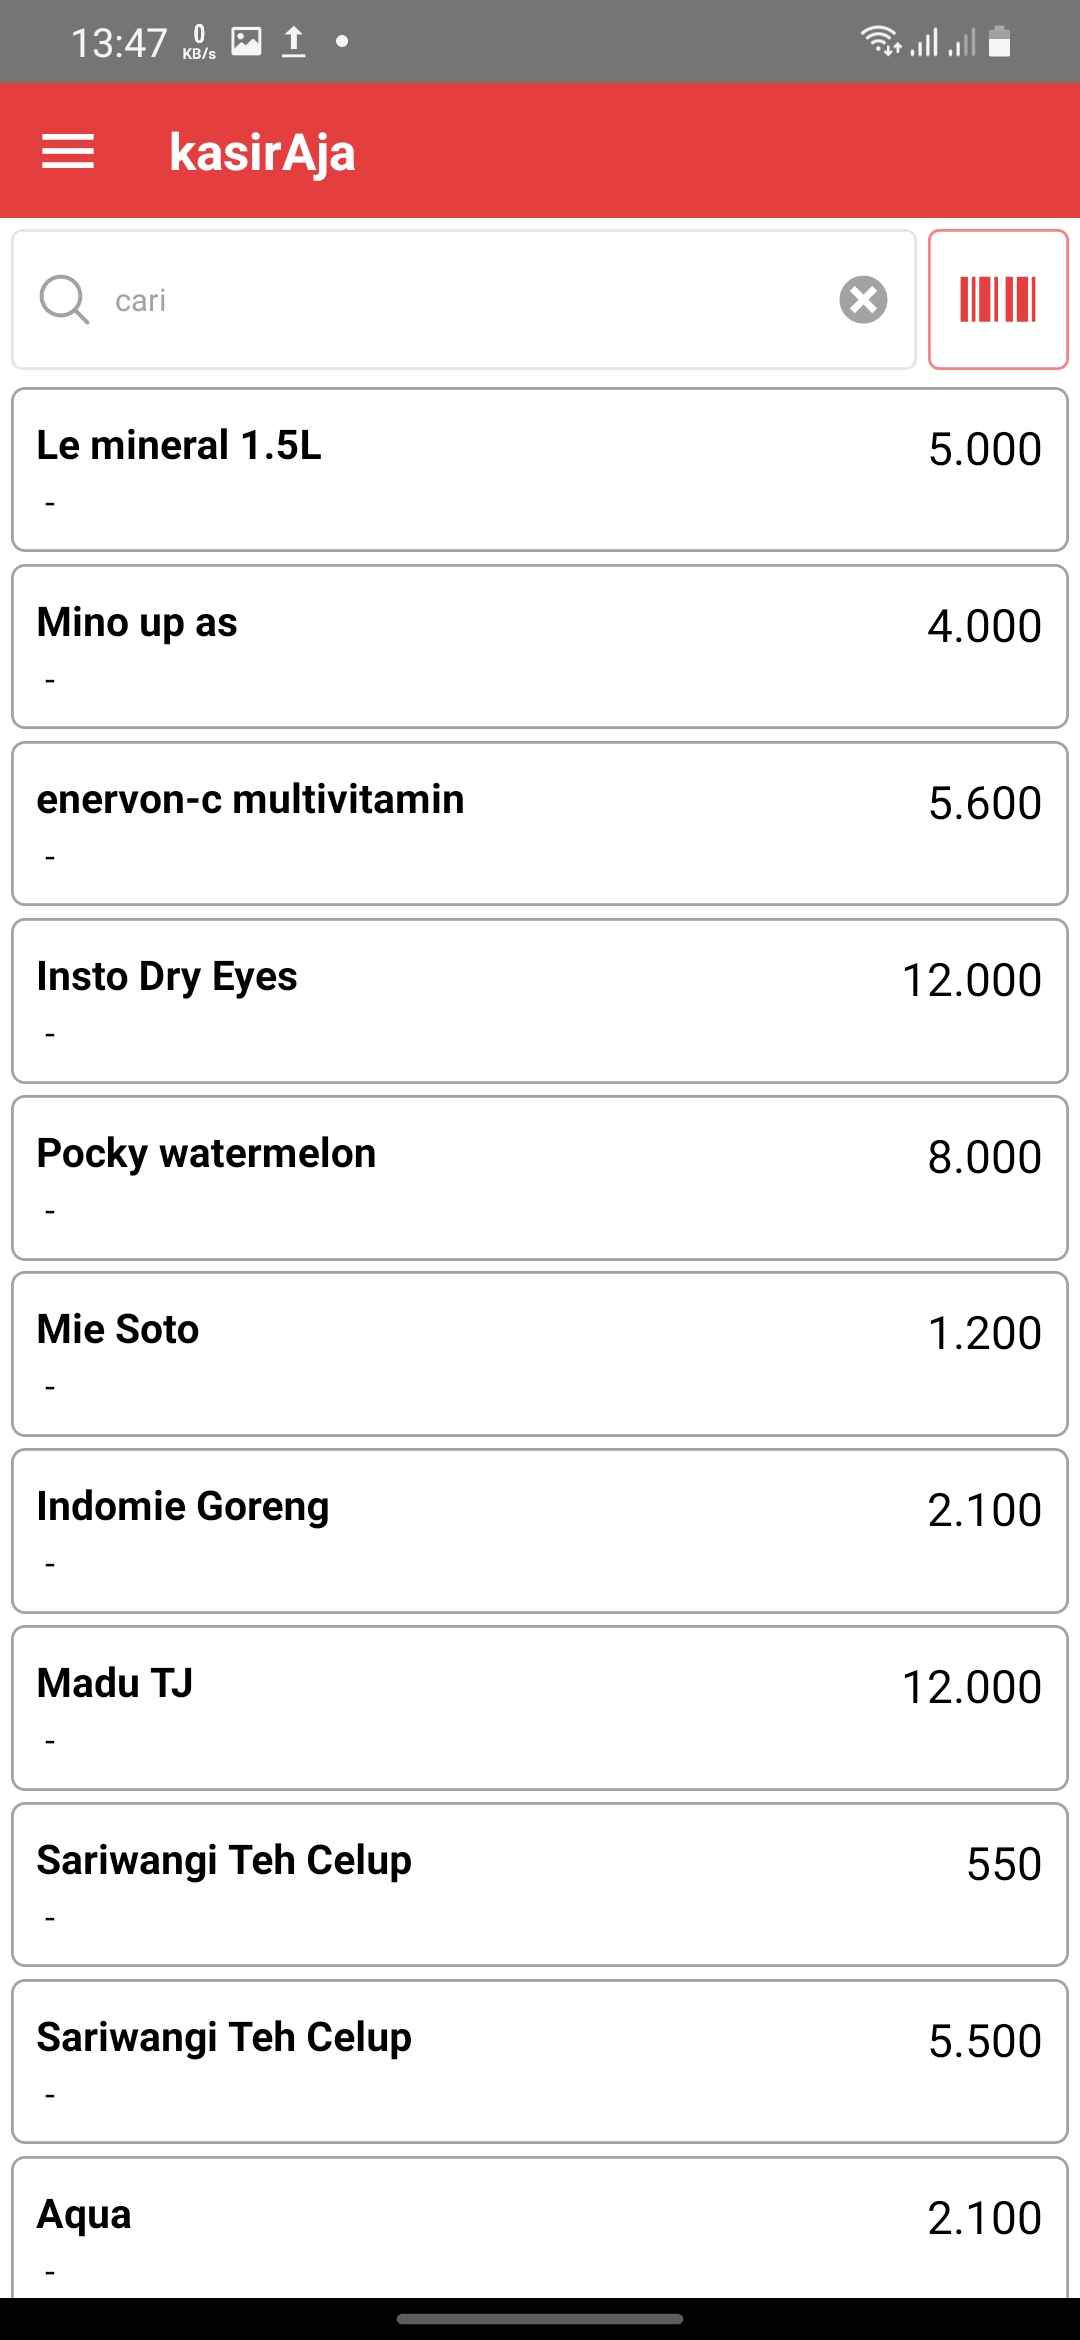 13:47 0 KB/s
kasirAja
cari
Le mineral 1.5L 5.000
-
Mino up as 4.000
-
enervon-c multivitamin 5.600
-
Insto Dry Eyes 12.000
-
Pocky watermelon 8.000
-
Mie Soto 1.200
-
Indomie Goreng 2.100
-
Madu TJ 12.000
-
Sariwangi Teh Celup 550
-
Sariwangi Teh Celup 5.500
-
Aqua 2.100
-